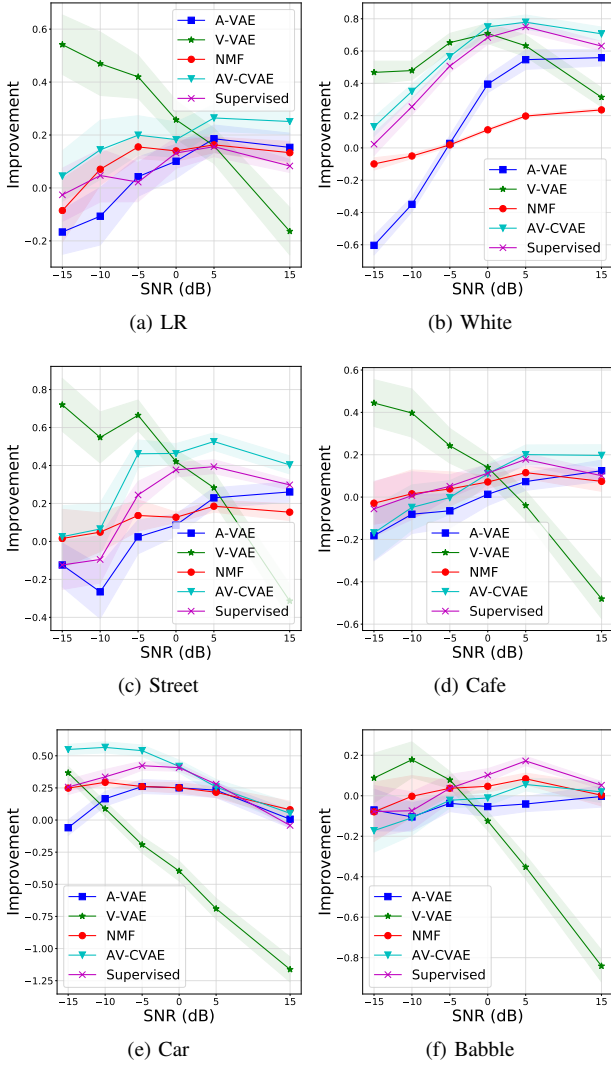 0.6
0.4
0.2
0.0
−0.2
Improvement
−15
−10
−5
0
5
15
SNR (dB)
A-VAE
V-VAE
NMF
AV-CVAE
Supervised
(a) LR
0.8
0.6
0.4
0.2
0.0
−0.2
−0.4
−0.6
Improvement
−15
−10
−5
0
5
15
SNR (dB)
A-VAE
V-VAE
NMF
AV-CVAE
Supervised
(b) White
0.8
0.6
0.4
0.2
0.0
−0.2
−0.4
Improvement
−15
−10
−5
0
5
15
SNR (dB)
A-VAE
V-VAE
NMF
AV-CVAE
Supervised
(c) Street
0.6
0.4
0.2
0.0
−0.2
−0.4
−0.6
Improvement
−15
−10
−5
0
5
15
SNR (dB)
A-VAE
V-VAE
NMF
AV-CVAE
Supervised
(d) Cafe
0.50
0.25
0.00
−0.25
−0.50
−0.75
−1.00
−1.25
Improvement
−15
−10
−5
0
5
15
SNR (dB)
A-VAE
V-VAE
NMF
AV-CVAE
Supervised
(e) Car
0.2
0.0
−0.2
−0.4
−0.6
−0.8
Improvement
−15
−10
−5
0
5
15
SNR (dB)
A-VAE
V-VAE
NMF
AV-CVAE
Supervised
(f) Babble